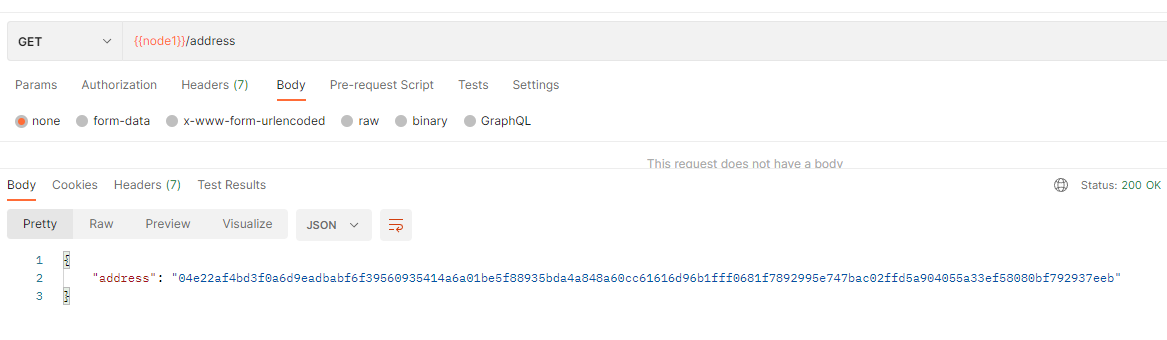 GET {{node1}}/address
Params Authorization Headers (7) Body Pre-request Script Tests Settings
none form-data x-www-form-urlencoded raw binary GraphQL
This request does not have a body
Body Cookies Headers (7) Test Results Status: 200 OK
Pretty Raw Preview Visualize JSON
1 {
2 "address": "04e22af4bd3f0a6d9eadbabf6f39560935414a6a01be5f88935bda4a848a60cc61616d96b1fff0681f7892995e747bac02ffd5a904055a33ef58080bf792937eeb"
3 }